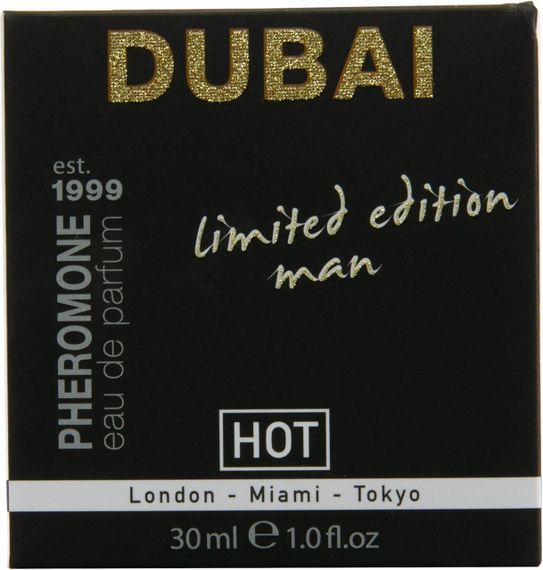 DUBAI
est.
1999
PHEROMONE
eau de parfum
limited edition
man
HOT
London - Miami - Tokyo
30ml ℮ 1.0fl.oz